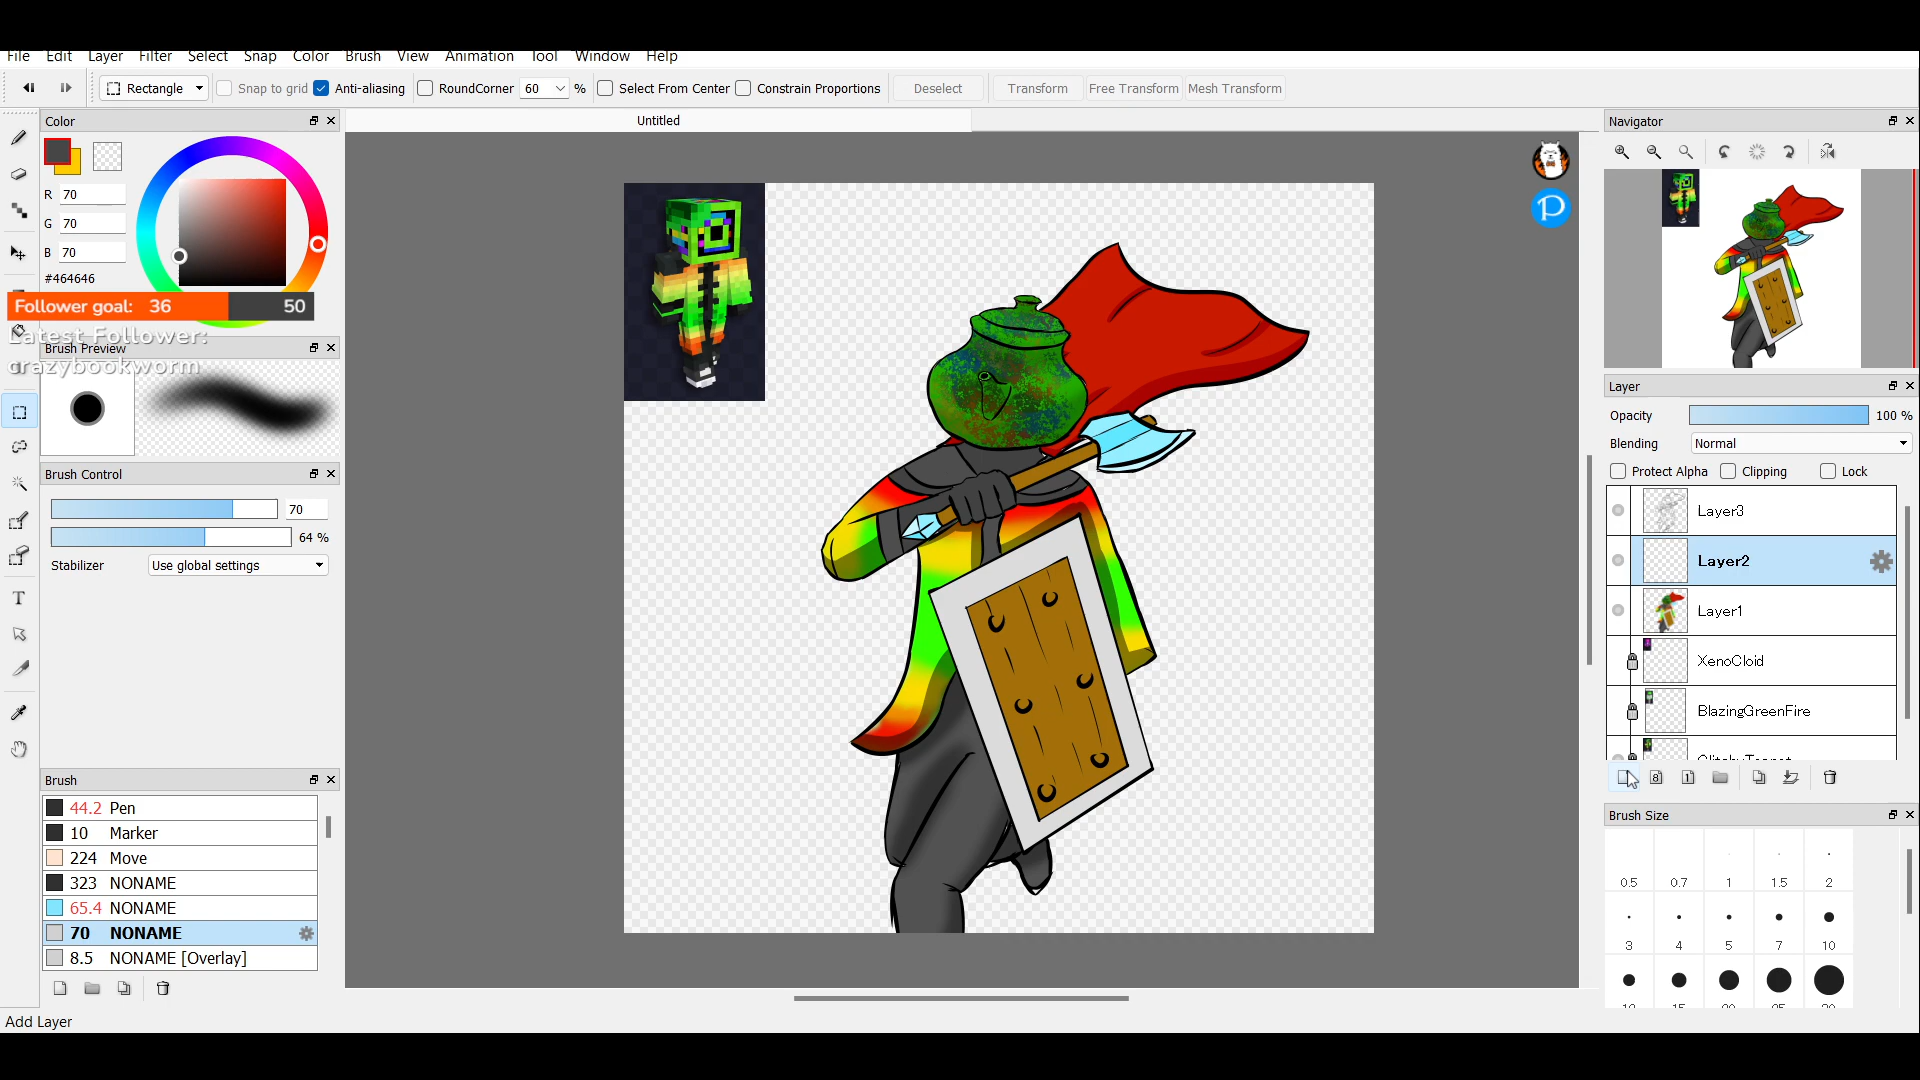 File Edit Layer Filter Select Snap Color Brush View Animation Tool Window Help
Rectangle Snap to grid Anti-aliasing RoundCorner 60 % Select From Center Constrain Proportions Deselect Transform Free Transform Mesh Transform
Color
Untitled
Navigator
R 70
G 70
B 70
#464646
Follower goal: 36 50
Latest Follower:
Brush Preview
crazybookworm
Brush Control
70
64 %
Stabilizer Use global settings
Brush
44.2 Pen
10 Marker
224 Move
323 NONAME
65.4 NONAME
70 NONAME
8.5 NONAME [Overlay]
Add Layer
Layer
Opacity 100 %
Blending Normal
Protect Alpha Clipping Lock
Layer3
Layer2
Layer1
XenoCloid
BlazingGreenFire
8 1
Brush Size
0.5 0.7 1 1.5 2
3 4 5 7 10